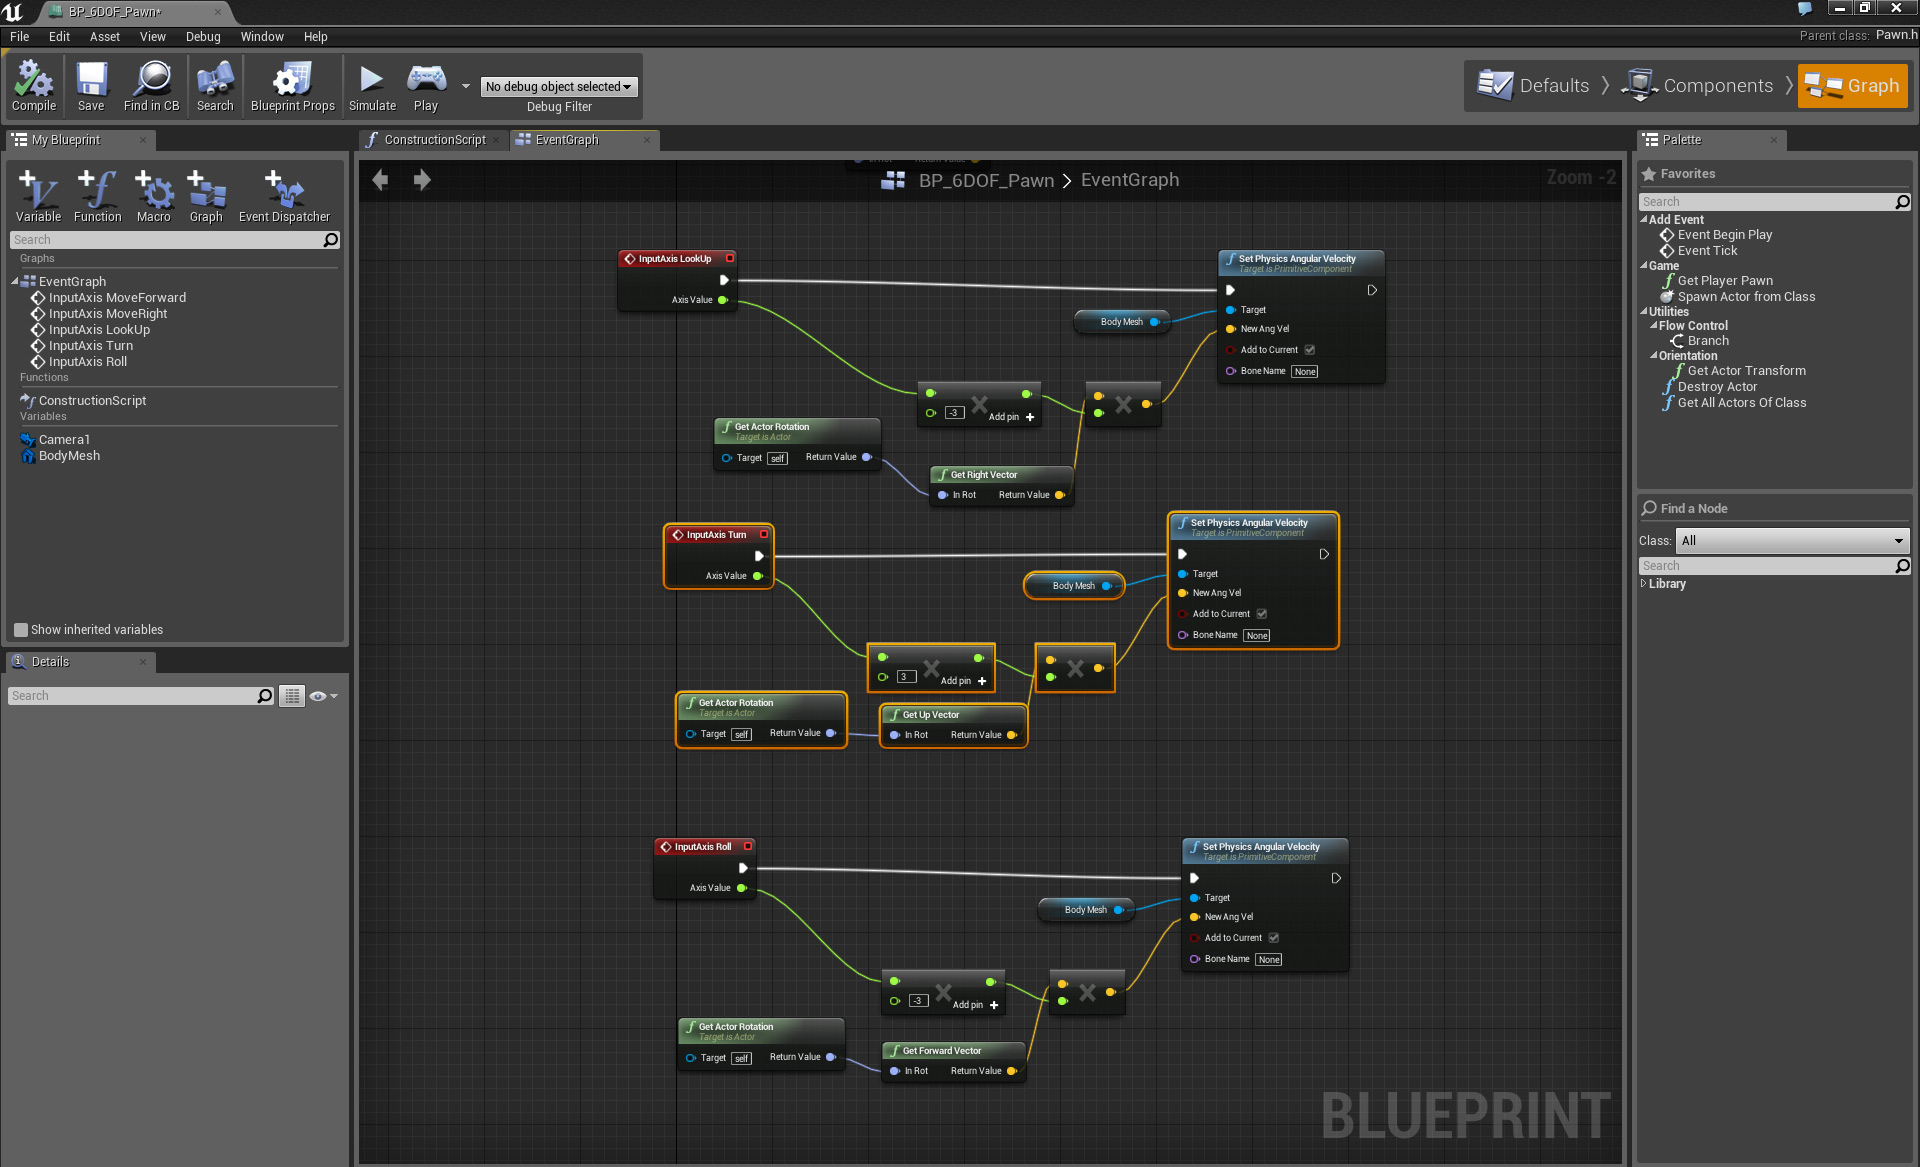 BP_6DOF_Pawn*
File Edit Asset View Debug Window Help
Parent class: Pawn.h
Compile Save Find in CB Search Blueprint Props Simulate Play
No debug object selected
Debug Filter
Defaults Components Graph
My Blueprint
Variable Function Macro Graph Event Dispatcher
Search
Graphs
EventGraph
InputAxis MoveForward
InputAxis MoveRight
InputAxis LookUp
InputAxis Turn
InputAxis Roll
Functions
ConstructionScript
Variables
Camera1
BodyMesh
Show inherited variables
Details
Search
ConstructionScript EventGraph
In Rot Return Value
BP_6DOF_Pawn > EventGraph
Zoom -2
InputAxis LookUp
Axis Value
Set Physics Angular Velocity
Target is PrimitiveComponent
Target
New Ang Vel
Add to Current
Bone Name None
Body Mesh
-3
Add pin +
Get Actor Rotation
Target is Actor
Target self Return Value
Get Right Vector
In Rot Return Value
InputAxis Turn
Axis Value
Set Physics Angular Velocity
Target is PrimitiveComponent
Target
New Ang Vel
Add to Current
Bone Name None
Body Mesh
3
Add pin +
Get Actor Rotation
Target is Actor
Target self Return Value
Get Up Vector
In Rot Return Value
InputAxis Roll
Axis Value
Set Physics Angular Velocity
Target is PrimitiveComponent
Target
New Ang Vel
Add to Current
Bone Name None
Body Mesh
-3
Add pin +
Get Actor Rotation
Target is Actor
Target self Return Value
Get Forward Vector
In Rot Return Value
BLUEPRINT
Palette
Favorites
Search
Add Event
Event Begin Play
Event Tick
Game
Get Player Pawn
Spawn Actor from Class
Utilities
Flow Control
Branch
Orientation
Get Actor Transform
Destroy Actor
Get All Actors Of Class
Find a Node
Class: All
Search
Library